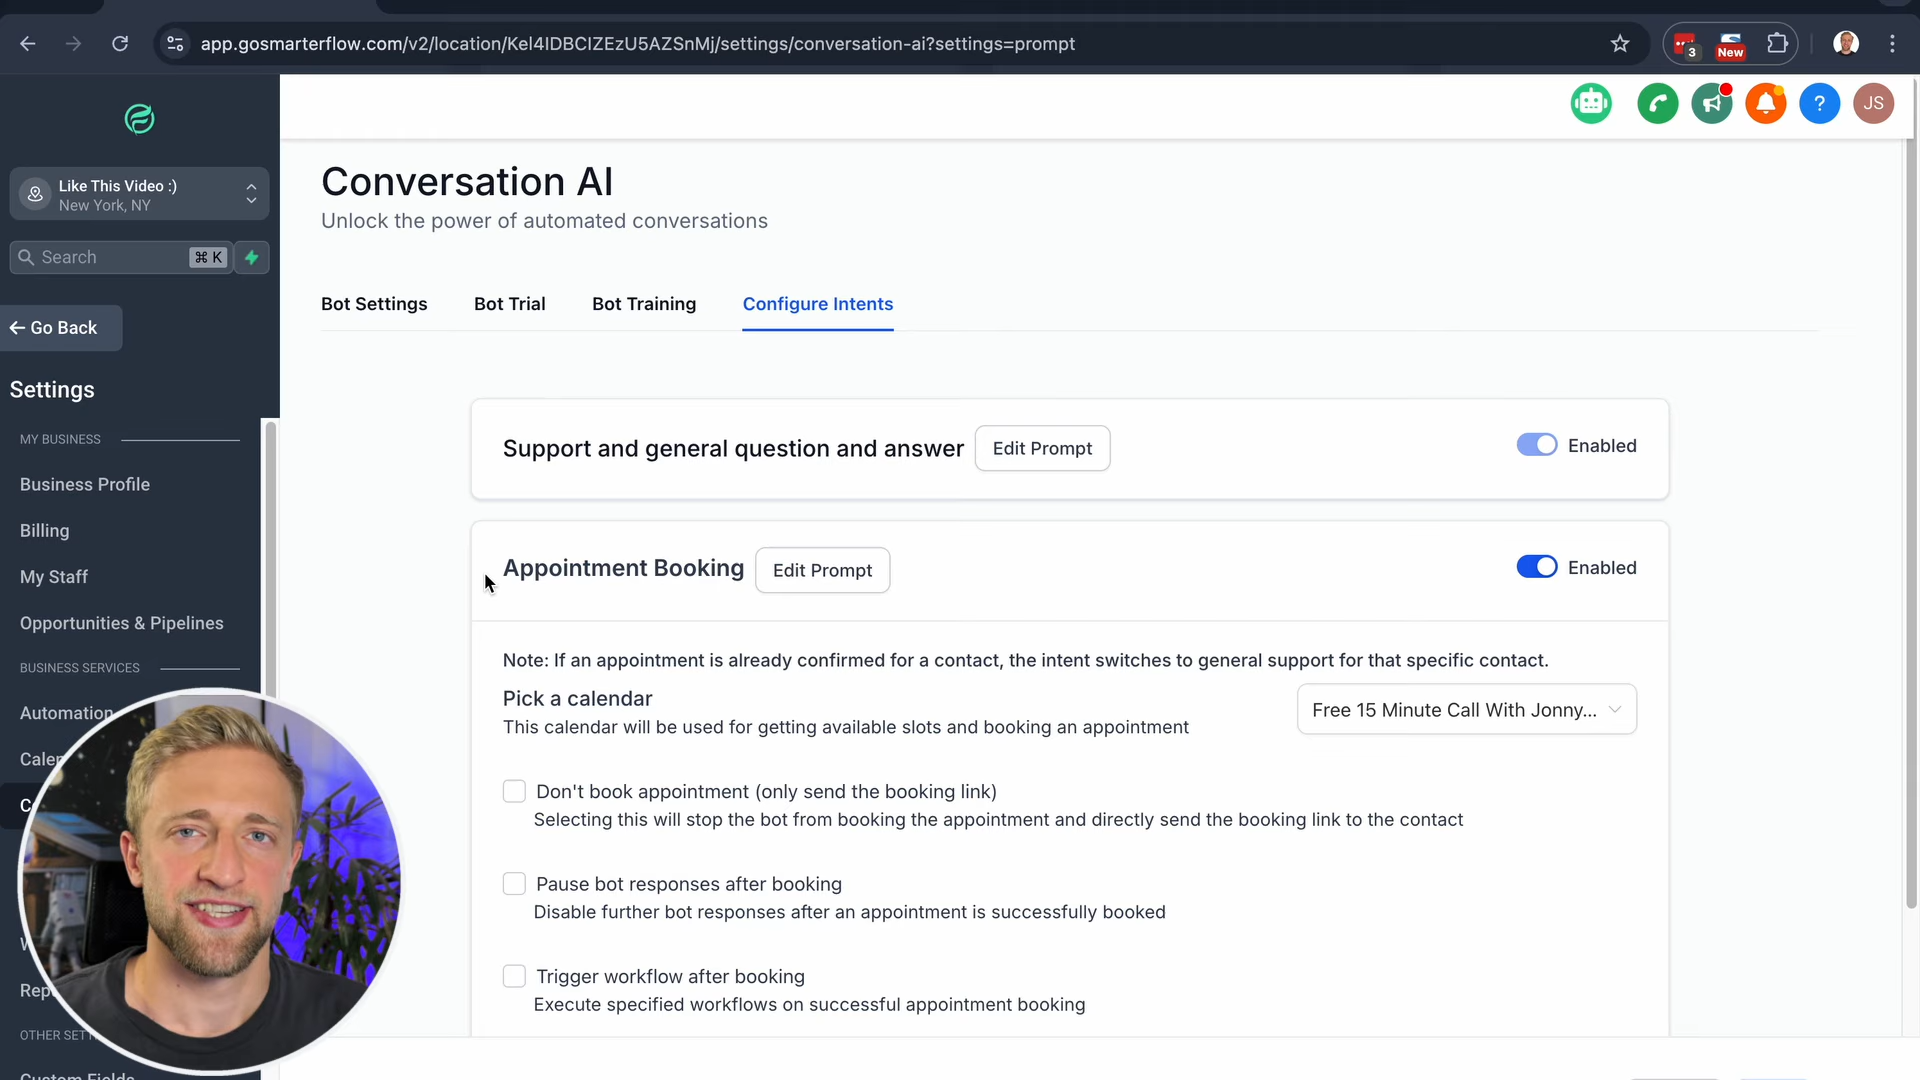 app.gosmarterflow.com/v2/location/Kel4IDBCIZEzU5AZSnMj/settings/conversation-ai?settings=prompt
3
New
Like This Video :)
New York, NY
Search
⌘ K
Go Back
Settings
MY BUSINESS
Business Profile
Billing
My Staff
Opportunities & Pipelines
BUSINESS SERVICES
Automation
OTHER SET
Custom Fields
?
JS
Conversation AI
Unlock the power of automated conversations
Bot Settings
Bot Trial
Bot Training
Configure Intents
Support and general question and answer
Edit Prompt
Enabled
Appointment Booking
Edit Prompt
Enabled
Note: If an appointment is already confirmed for a contact, the intent switches to general support for that specific contact.
Pick a calendar
This calendar will be used for getting available slots and booking an appointment
Free 15 Minute Call With Jonny...
Don't book appointment (only send the booking link)
Selecting this will stop the bot from booking the appointment and directly send the booking link to the contact
Pause bot responses after booking
Disable further bot responses after an appointment is successfully booked
Trigger workflow after booking
Execute specified workflows on successful appointment booking